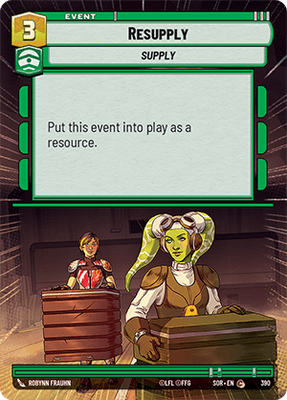 3
EVENT
RESUPPLY
SUPPLY
Put this event into play as a
resource.
ROBYNN FRAUHN
©LFL ©FFG
SOR • EN
390